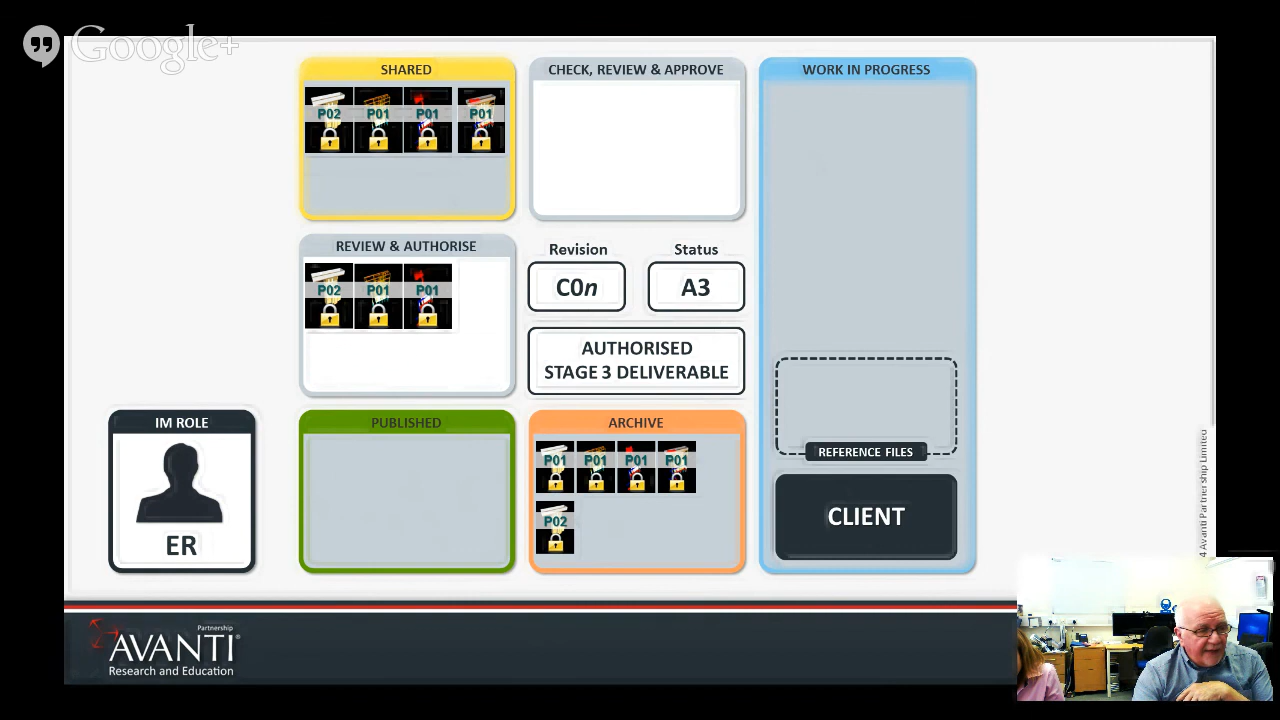 Google+
SHARED
P02 P01 P01 P01
CHECK, REVIEW & APPROVE
WORK IN PROGRESS
REVIEW & AUTHORISE
P02 P01 P01
Revision
C0n
Status
A3
AUTHORISED
STAGE 3 DELIVERABLE
IM ROLE
ER
PUBLISHED
ARCHIVE
P01 P01 P01 P01
P02
REFERENCE FILES
CLIENT
4 Avanti Partnership Limited
Partnership
AVANTI®
Research and Education